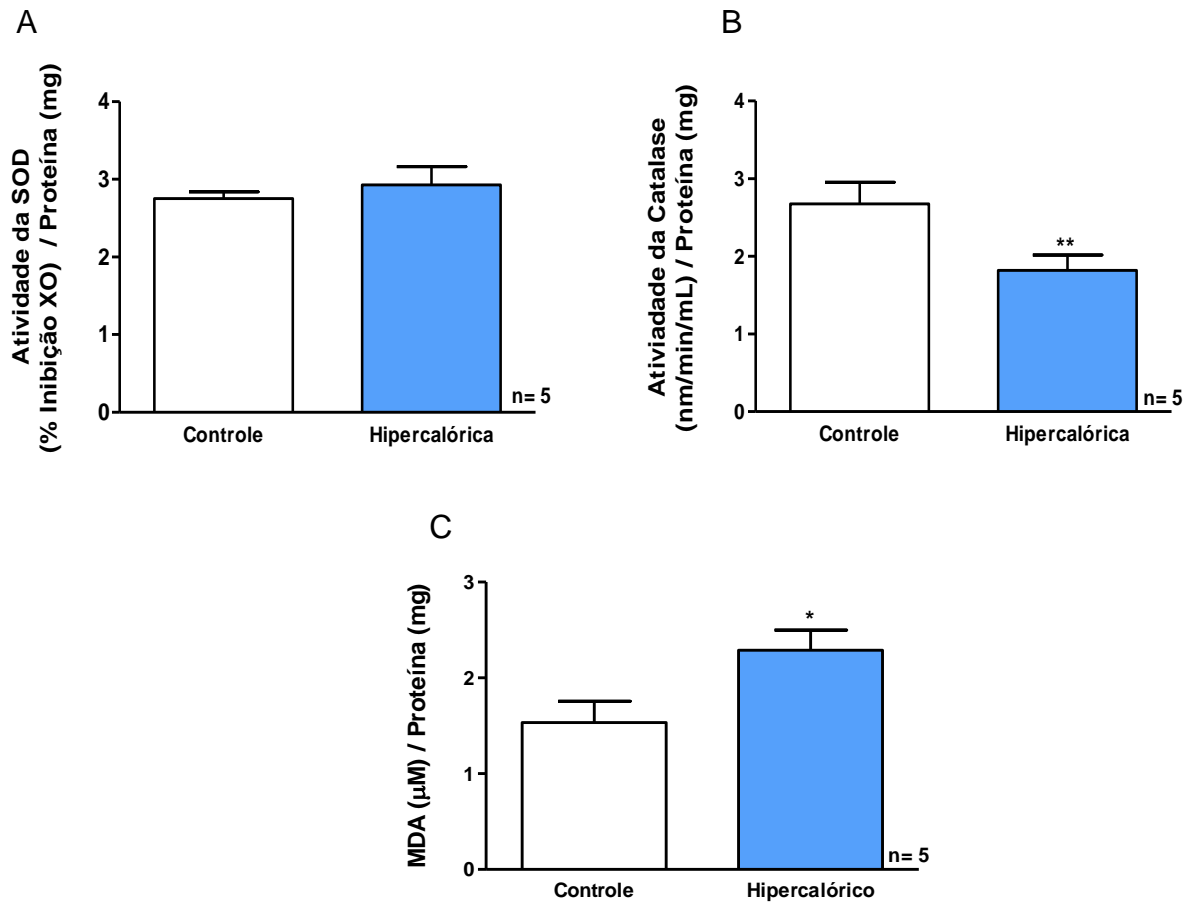 A
Atividade da SOD
(% Inibição XO) / Proteína (mg)
4
3
2
1
0
Controle
Hipercalórica
n= 5
B
Ativiadade da Catalase
(nm/min/mL) / Proteína (mg)
4
3
2
1
0
**
Controle
Hipercalórica
n= 5
C
MDA (μM) / Proteína (mg)
3
2
1
0
*
Controle
Hipercalórico
n= 5